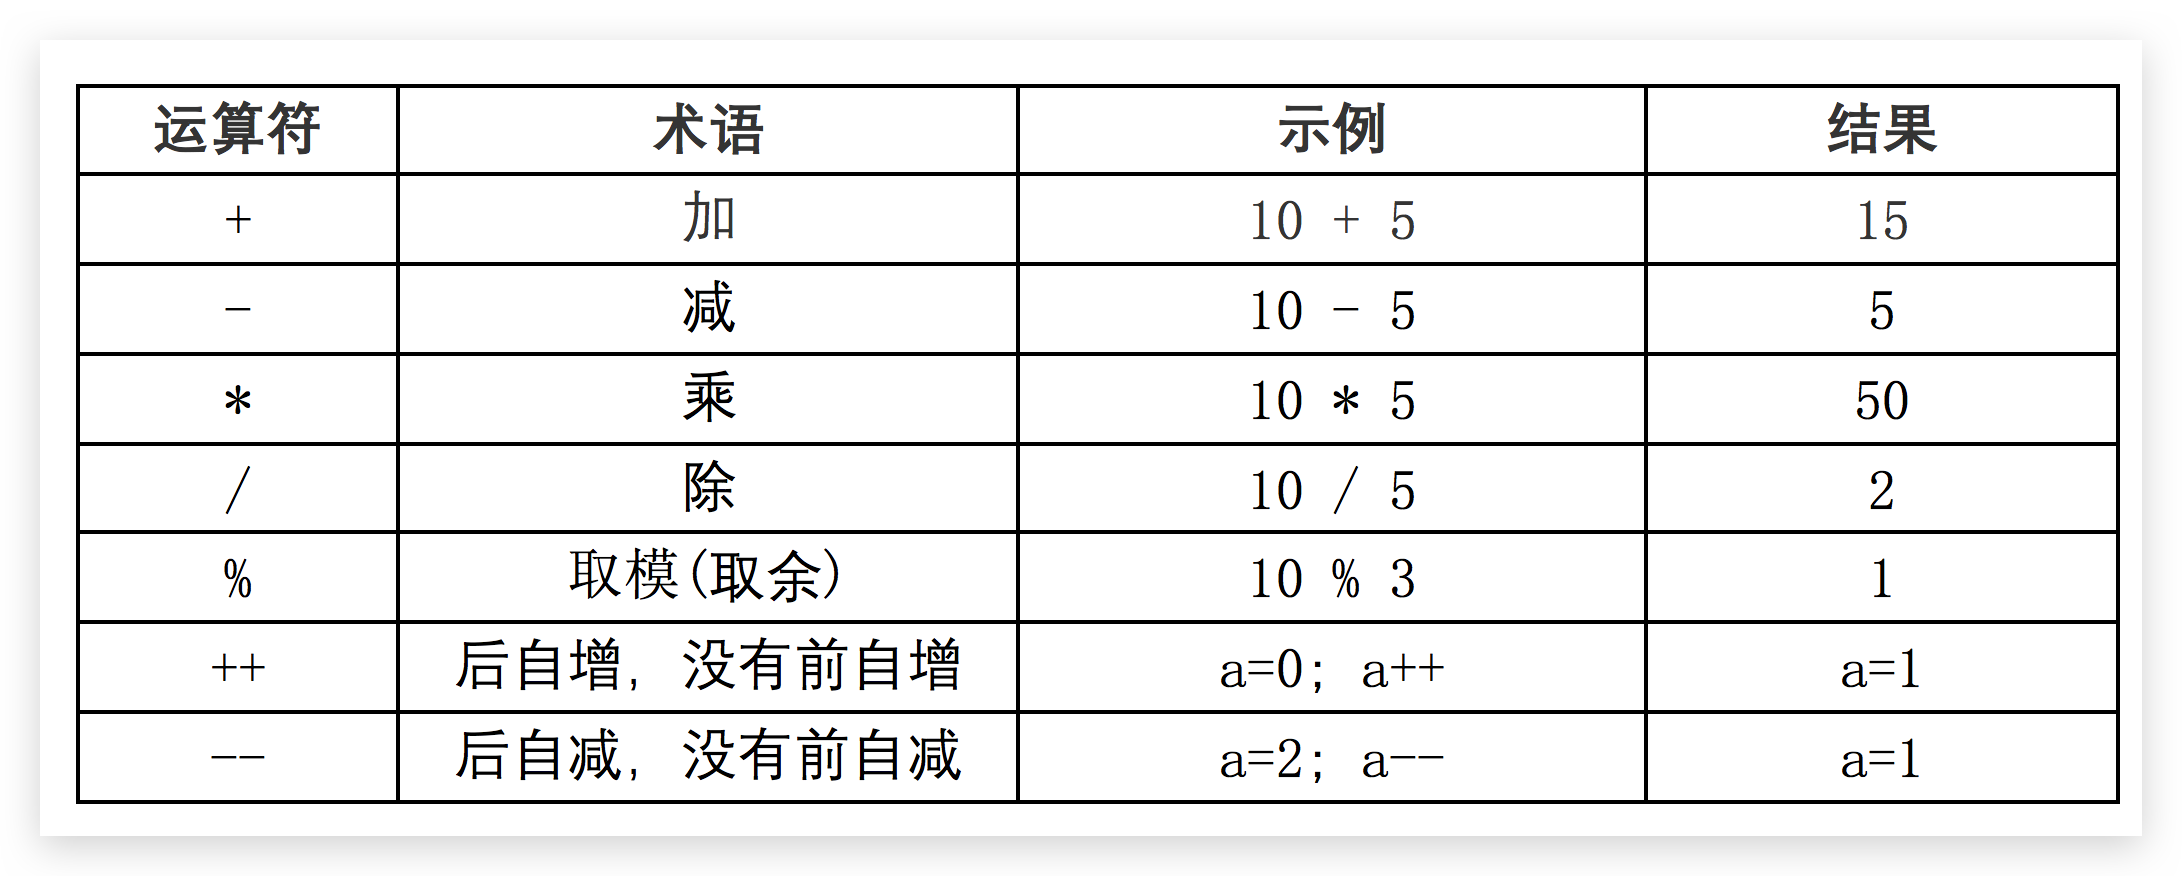 运算符 术语 示例 结果
+ 加 10 + 5 15
- 减 10 - 5 5
* 乘 10 * 5 50
/ 除 10 / 5 2
% 取模(取余) 10 % 3 1
++ 后自增, 没有前自增 a=0; a++ a=1
-- 后自减, 没有前自减 a=2; a-- a=1